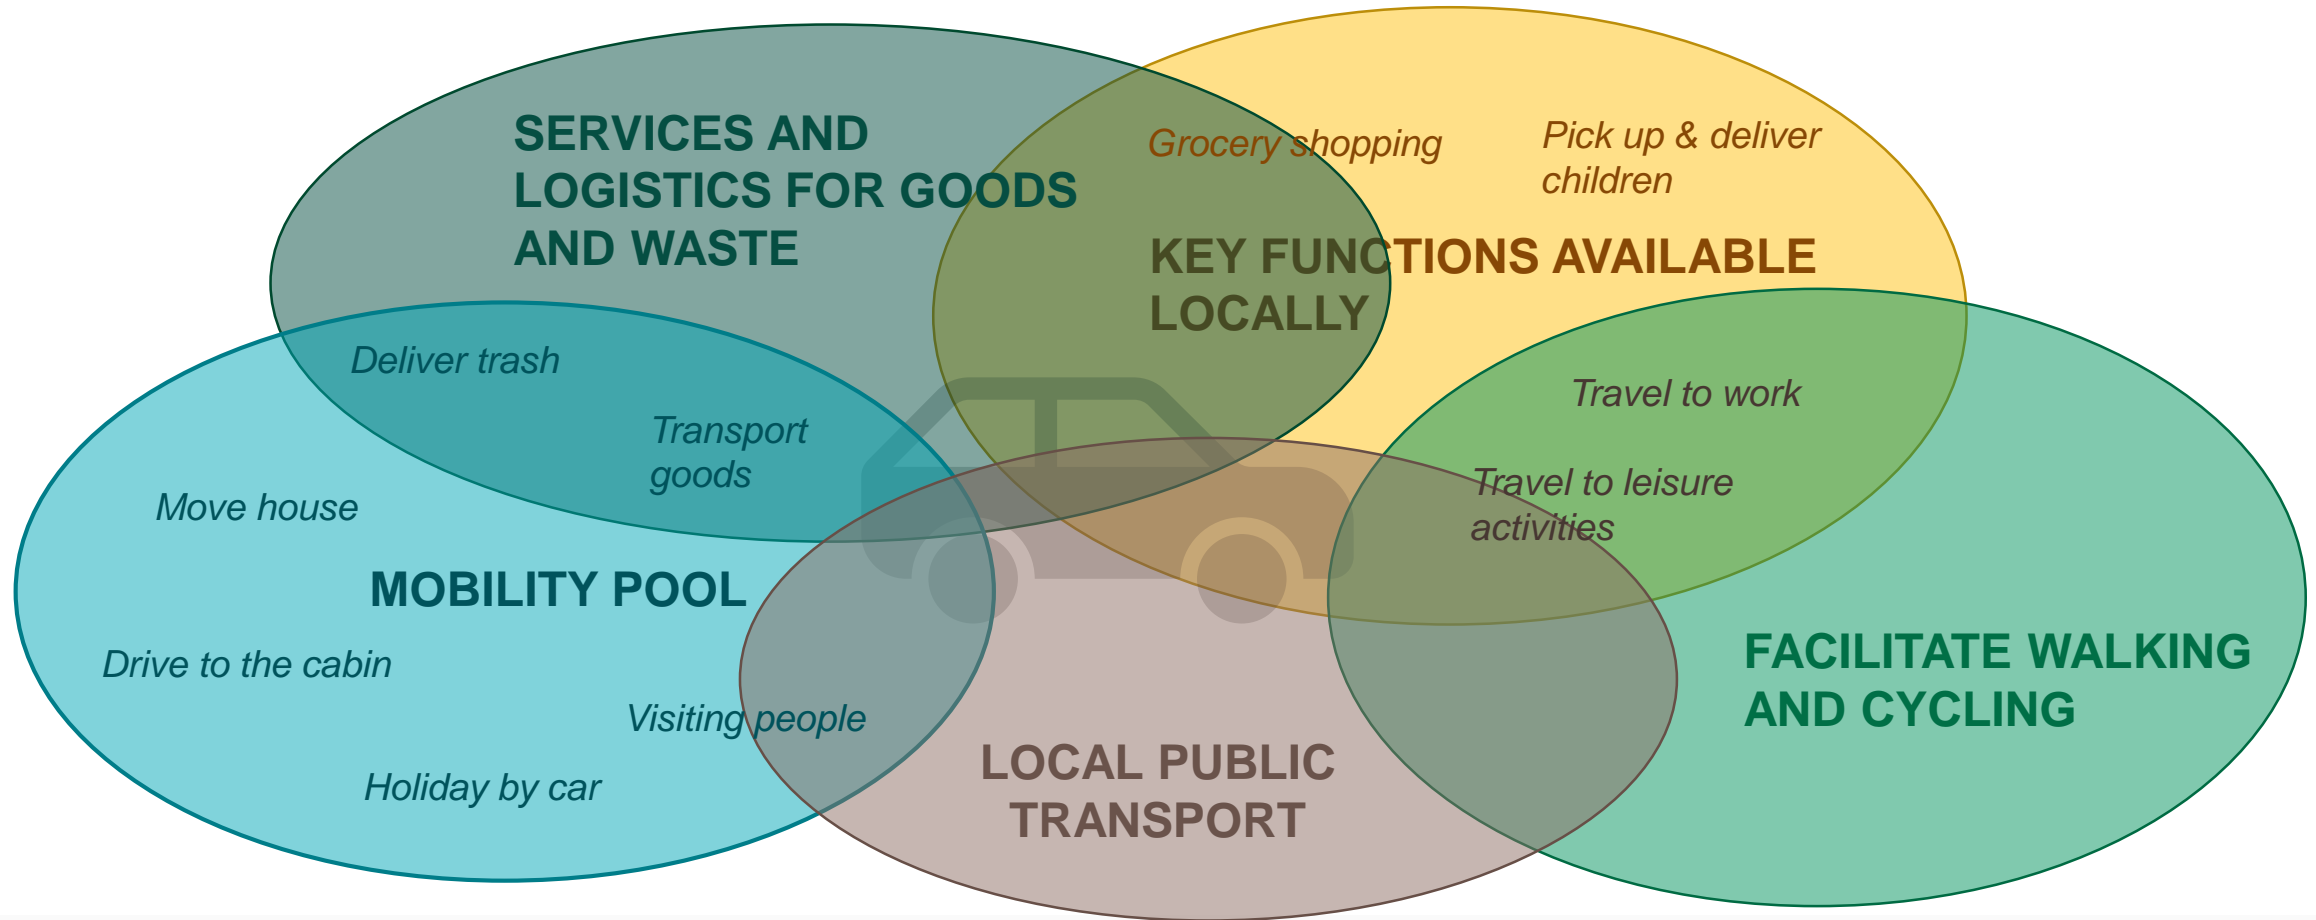 SERVICES AND
LOGISTICS FOR GOODS
AND WASTE
Grocery shopping
Pick up & deliver
children
KEY FUNCTIONS AVAILABLE
LOCALLY
Deliver trash
Transport
goods
Travel to work
Travel to leisure
activities
Move house
MOBILITY POOL
Drive to the cabin
Visiting people
Holiday by car
LOCAL PUBLIC
TRANSPORT
FACILITATE WALKING
AND CYCLING